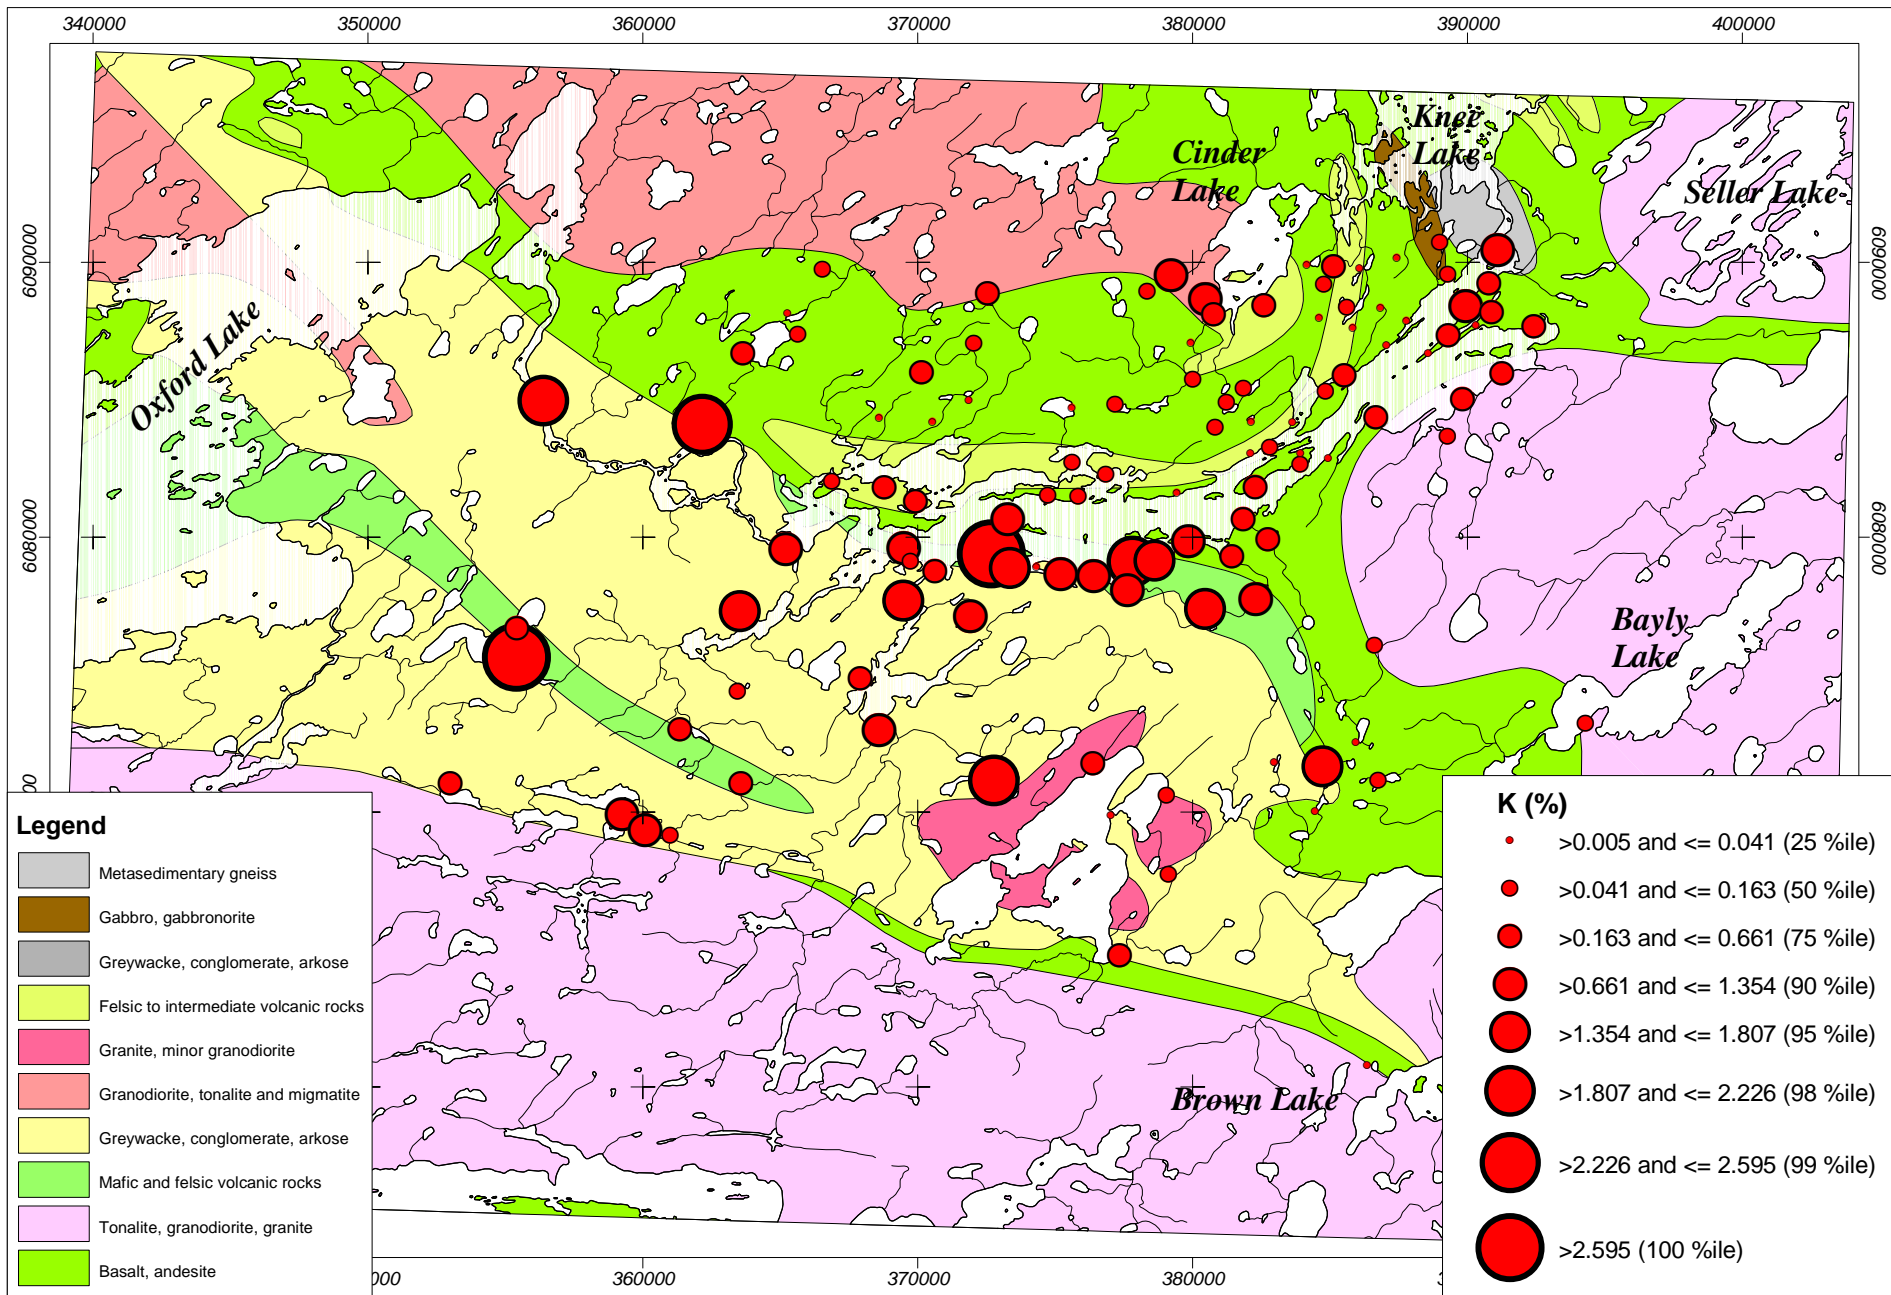 340000 350000 360000 370000 380000 390000 400000
Knee
Lake
Cinder
Lake
Seller Lake
6090000
6090000
Oxford Lake
6080000
6080000
Bayly
Lake
Brown Lake
Legend
Metasedimentary gneiss
Gabbro, gabbronorite
Greywacke, conglomerate, arkose
Felsic to intermediate volcanic rocks
Granite, minor granodiorite
Granodiorite, tonalite and migmatite
Greywacke, conglomerate, arkose
Mafic and felsic volcanic rocks
Tonalite, granodiorite, granite
Basalt, andesite
K (%)
>0.005 and <= 0.041 (25 %ile)
>0.041 and <= 0.163 (50 %ile)
>0.163 and <= 0.661 (75 %ile)
>0.661 and <= 1.354 (90 %ile)
>1.354 and <= 1.807 (95 %ile)
>1.807 and <= 2.226 (98 %ile)
>2.226 and <= 2.595 (99 %ile)
>2.595 (100 %ile)
360000 370000 380000